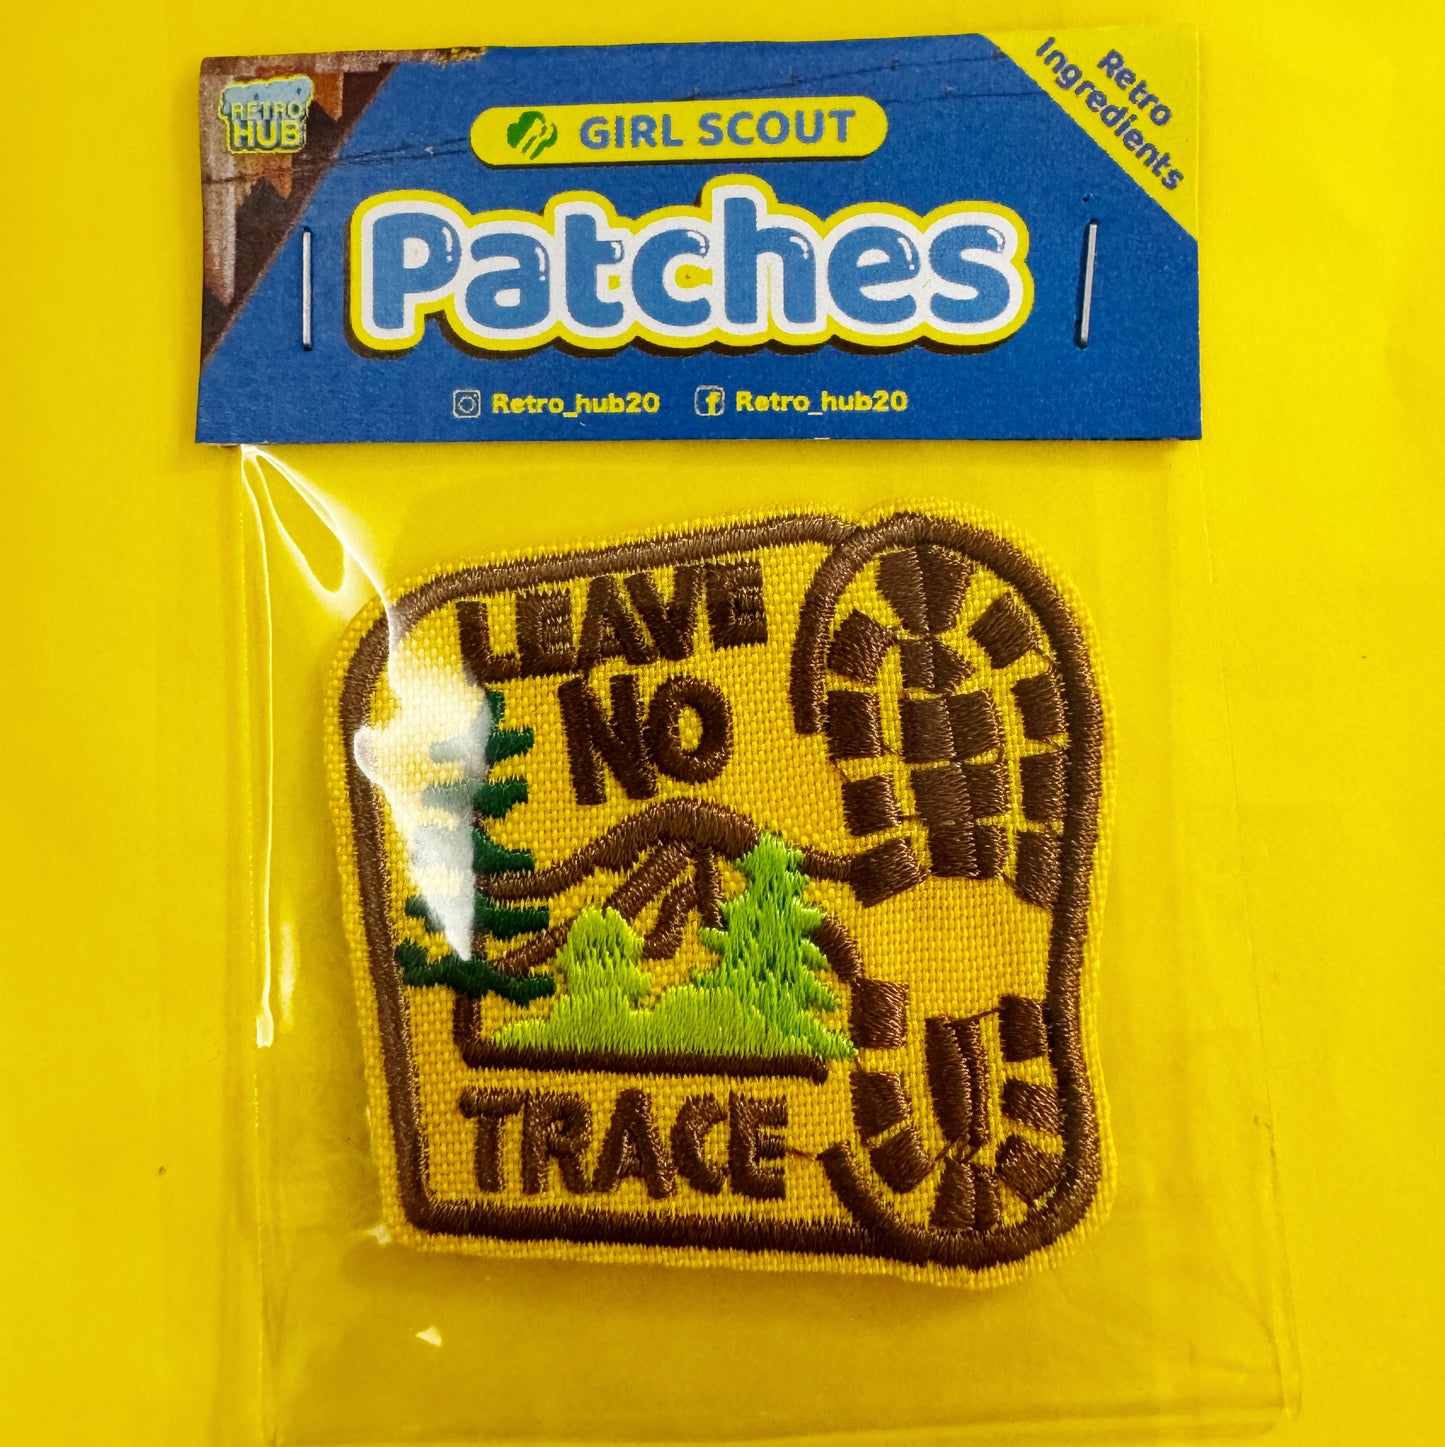 RETRO
HUB
GIRL SCOUT
Retro
Ingredients
Patches
Retro_hub20
Retro_hub20
LEAVE
NO
TRACE